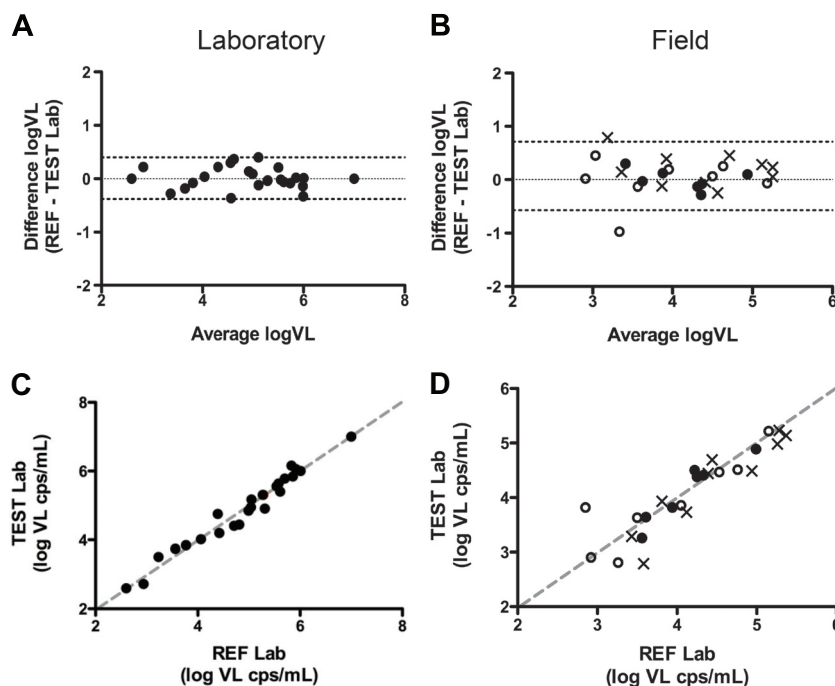 A
Laboratory
B
Field
Difference logVL
(REF - TEST Lab)
2
1
0
-1
-2
2
4
6
8
Average logVL
Difference logVL
(REF - TEST Lab)
2
1
0
-1
-2
2
3
4
5
6
Average logVL
C
TEST Lab
(log VL cps/mL)
8
6
4
2
2
4
6
8
REF Lab
(log VL cps/mL)
D
TEST Lab
(log VL cps/mL)
6
5
4
3
2
2
3
4
5
6
REF Lab
(log VL cps/mL)